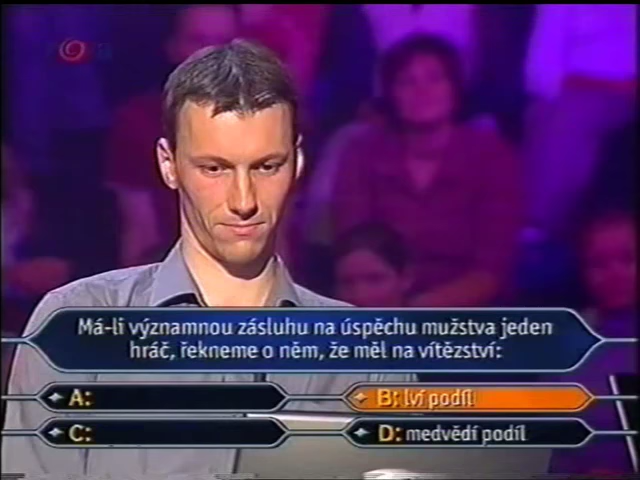 Má-li významnou zásluhu na úspěchu mužstva jeden
hráč, řekneme o něm, že měl na vítězství:
A:
B: lví podíl
C:
D: medvědí podíl